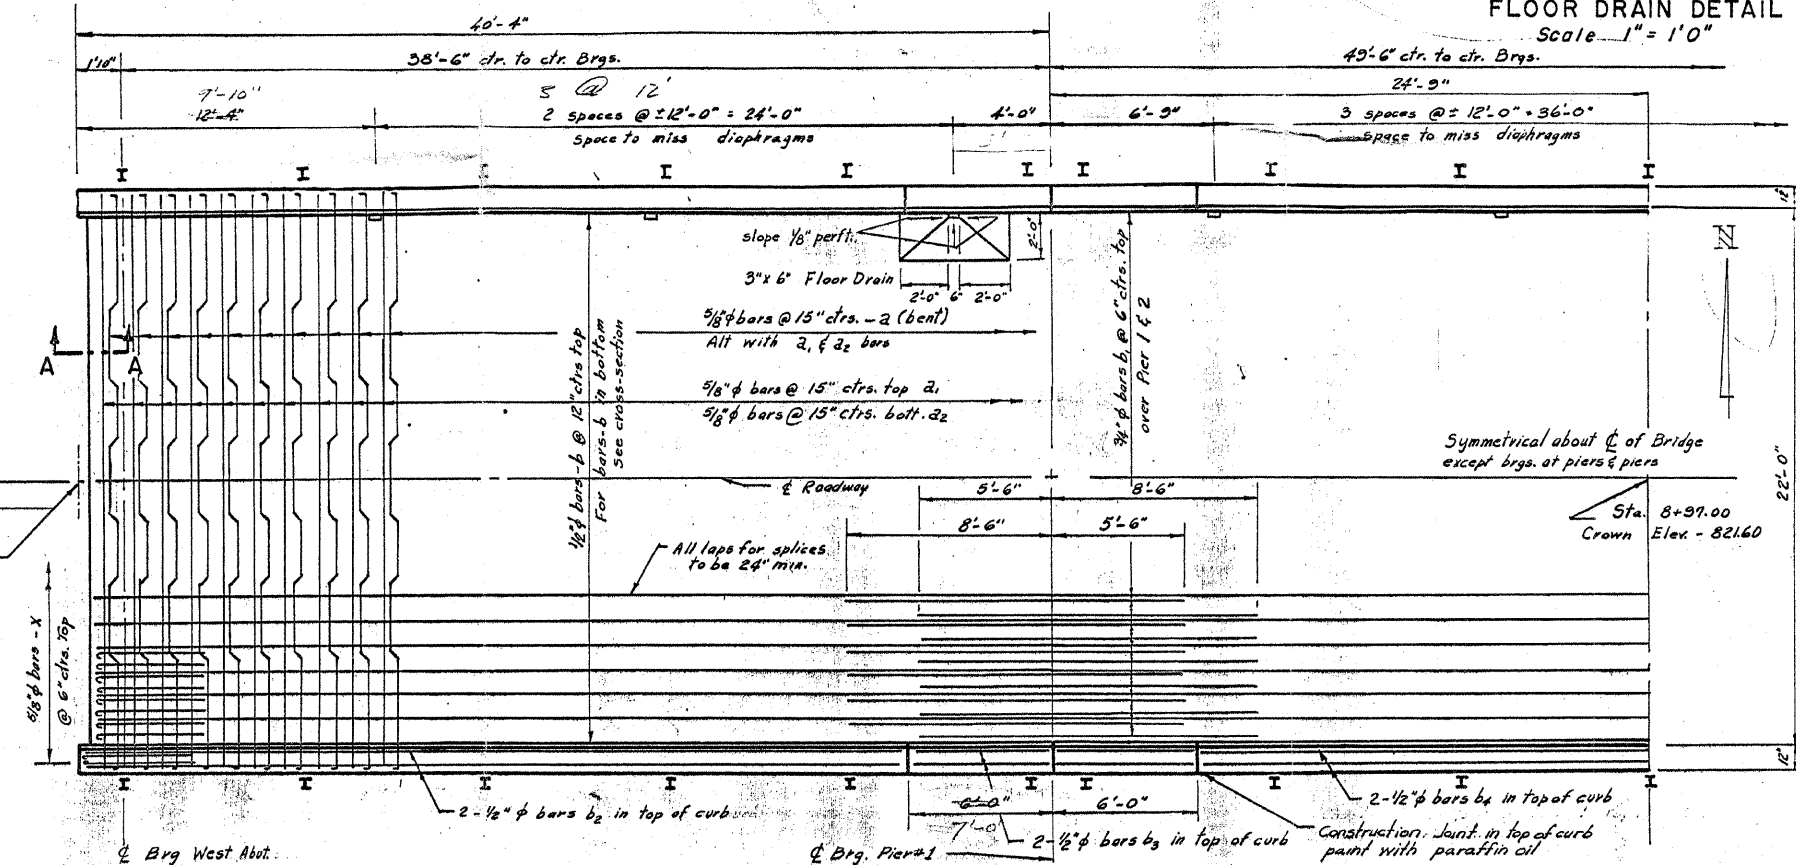 FLOOR DRAIN DETAIL
Scale 1" = 1'0"
40'-4"
1'10"
38'-6" ctr. to ctr. Brgs.
49'-6" ctr. to ctr. Brgs.
24'-9"
9'-10"
12'-4"
3 @ 12'
2 spaces @ ±12'-0" = 24'-0"
space to miss diaphragms
4'-0"
6'-9"
3 spaces @ ± 12'-0" = 36'-0"
space to miss diaphragms
I I I I I I I I I
12"
slope 1/8" per ft.
2'-0"
3" x 6" Floor Drain
2'-0" 6" 2'-0"
N
5/8" ϕ bars @ 15" ctrs. - a (bent)
Alt with a₁ & a₂ bars
A A
5/8" ϕ bars @ 15" ctrs. top a₁
5/8" ϕ bars @ 15" ctrs. bott. a₂
1/2" ϕ bars-b @ 12" ctrs top
For bars-b in bottom
see cross-section
3/4" ϕ bars b, @ 6" ctrs. top
over Pier 1 & 2
Symmetrical about ℄ of Bridge
except brgs. at piers & piers
22'-0"
℄ Roadway
5'-6" 8'-6"
Sta. 8+97.00
Crown Elev. - 821.60
8'-6" 5'-6"
All laps for splices
to be 24" min.
5/8" ϕ bars - X
@ 6" ctrs. Top
12"
I I I I I I I I I
2-1/2" ϕ bars b₂ in top of curb
6'-0" 6'-0"
7'-0"
2-1/2" ϕ bars b₃ in top of curb
2-1/2" ϕ bars b₄ in top of curb
Construction Joint in top of curb
paint with paraffin oil
℄ Brg West Abut.
℄ Brg. Pier #1